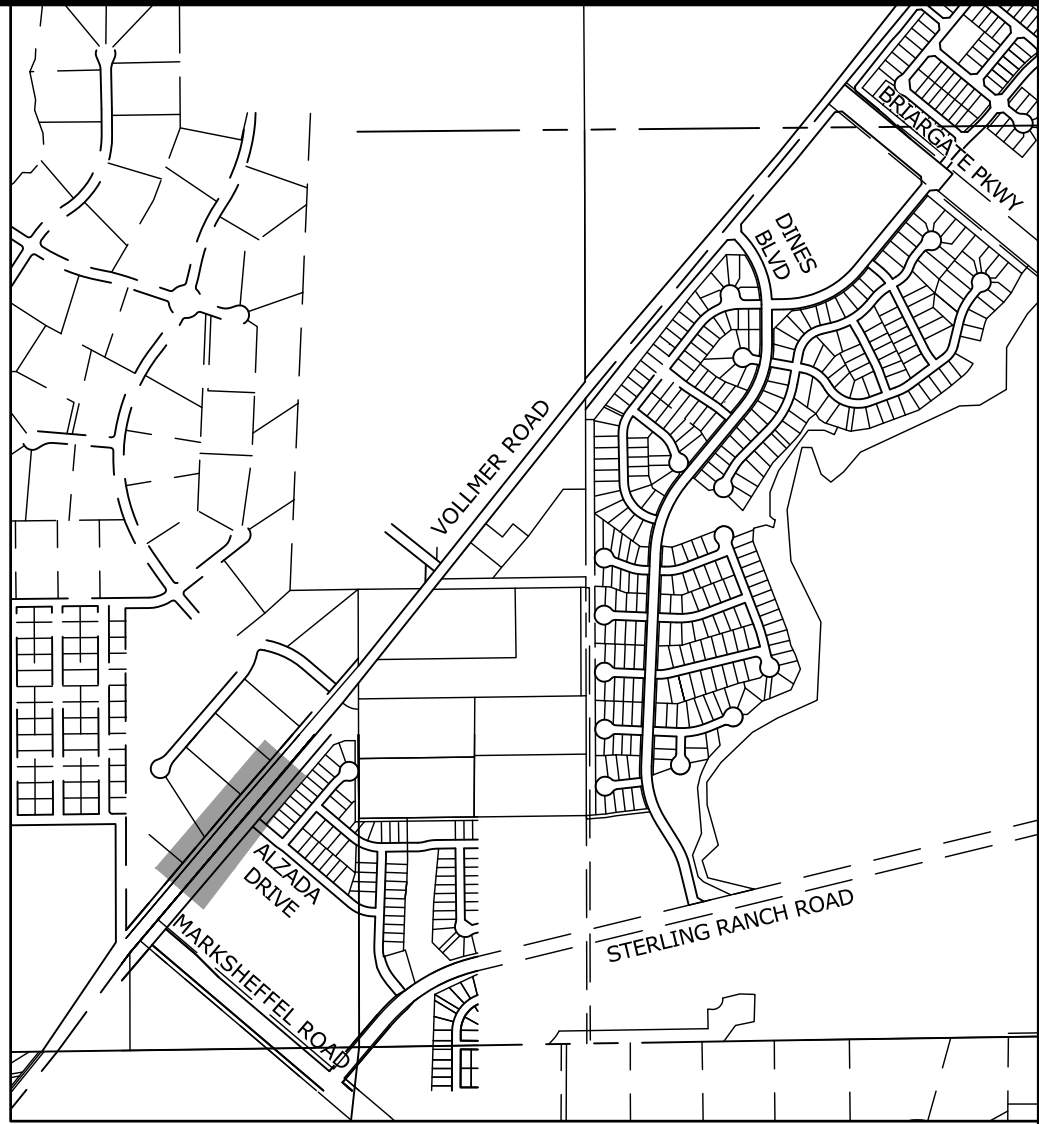 BRIARGATE PKWY
DINES
BLVD
VOLLMER ROAD
ALZADA
DRIVE
STERLING RANCH ROAD
MARKSHEFFEL ROAD